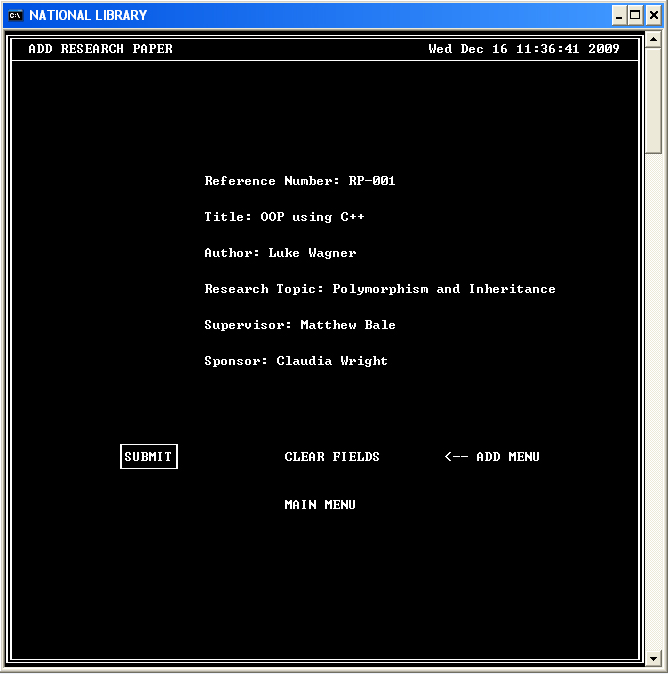 NATIONAL LIBRARY
ADD RESEARCH PAPER Wed Dec 16 11:36:41 2009
Reference Number: RP-001
Title: OOP using C++
Author: Luke Wagner
Research Topic: Polymorphism and Inheritance
Supervisor: Matthew Bale
Sponsor: Claudia Wright
SUBMIT CLEAR FIELDS <-- ADD MENU
MAIN MENU